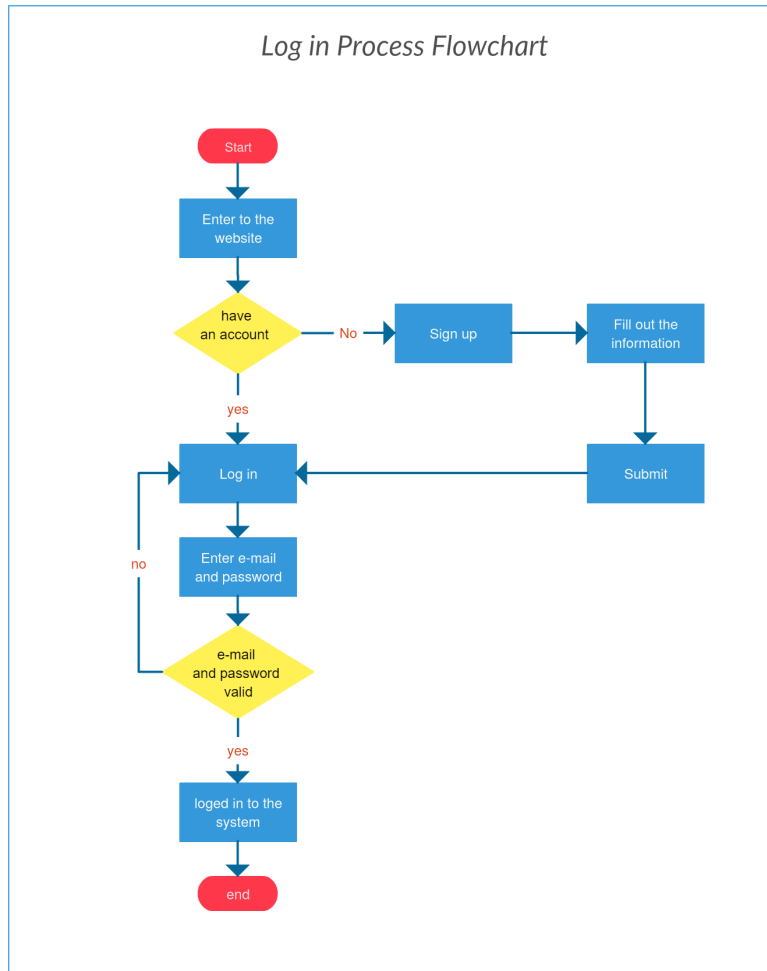 Log in Process Flowchart
Start
Enter to the
website
have
an account
No
Sign up
Fill out the
information
yes
Log in
Submit
Enter e-mail
and password
no
e-mail
and password
valid
yes
loged in to the
system
end